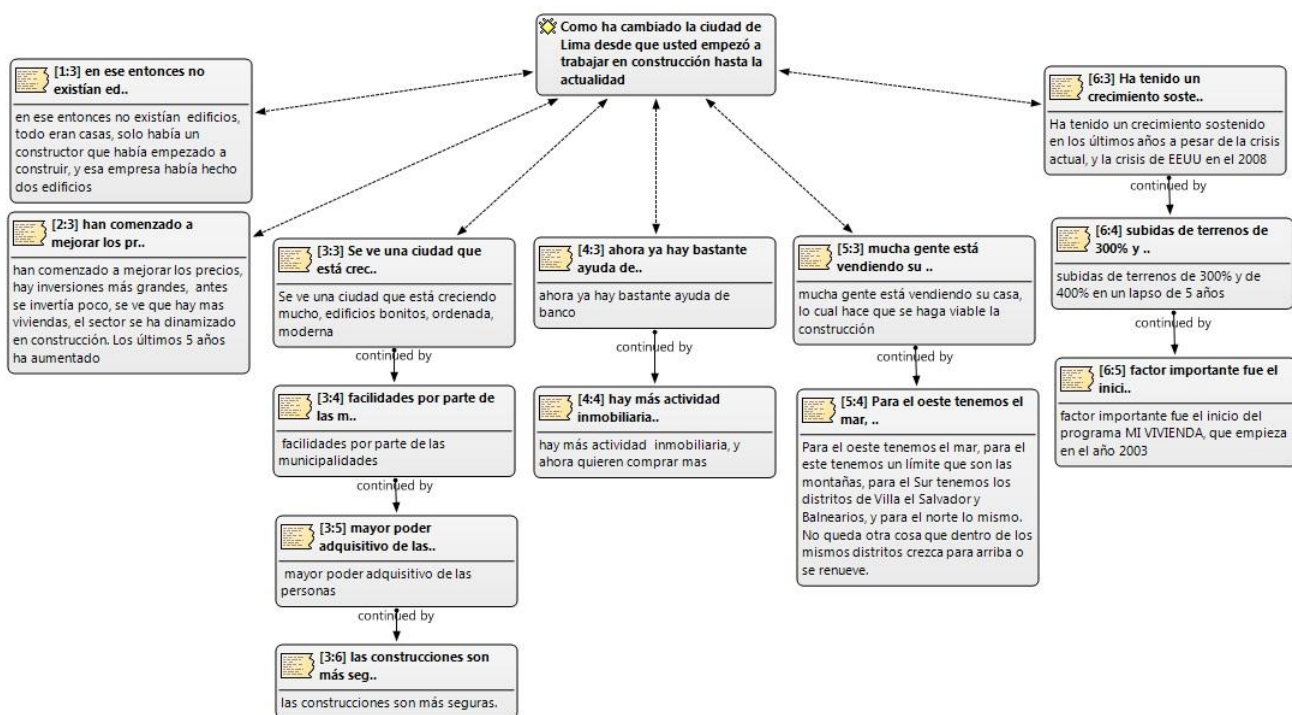 Como ha cambiado la ciudad de
Lima desde que usted empezó a
trabajar en construcción hasta la
actualidad
[1:3] en ese entonces no
existían ed..
en ese entonces no existían edificios,
todo eran casas, solo había un
constructor que había empezado a
construir, y esa empresa había hecho
dos edificios
[2:3] han comenzado a
mejorar los pr..
han comenzado a mejorar los precios,
hay inversiones más grandes, antes
se invertía poco, se ve que hay mas
viviendas, el sector se ha dinamizado
en construcción. Los últimos 5 años
ha aumentado
[3:3] Se ve una ciudad que
está crec..
Se ve una ciudad que está creciendo
mucho, edificios bonitos, ordenada,
moderna
continued by
[3:4] facilidades por parte de
las m..
facilidades por parte de las
municipalidades
continued by
[3:5] mayor poder
adquisitivo de las..
mayor poder adquisitivo de las
personas
continued by
[3:6] las construcciones son
más seg..
las construcciones son más seguras.
[4:3] ahora ya hay bastante
ayuda de..
ahora ya hay bastante ayuda de
banco
continued by
[4:4] hay más actividad
inmobiliaria..
hay más actividad inmobiliaria, y
ahora quieren comprar mas
[5:3] mucha gente está
vendiendo su ..
mucha gente está vendiendo su casa,
lo cual hace que se haga viable la
construcción
continued by
[5:4] Para el oeste tenemos el
mar, ..
Para el oeste tenemos el mar, para el
este tenemos un límite que son las
montañas, para el Sur tenemos los
distritos de Villa el Salvador y
Balnearios, y para el norte lo mismo.
No queda otra cosa que dentro de los
mismos distritos crezca para arriba o
se renueve.
[6:3] Ha tenido un
crecimiento soste..
Ha tenido un crecimiento sostenido
en los últimos años a pesar de la crisis
actual, y la crisis de EEUU en el 2008
continued by
[6:4] subidas de terrenos de
300% y ..
subidas de terrenos de 300% y de
400% en un lapso de 5 años
continued by
[6:5] factor importante fue el
inici..
factor importante fue el inicio del
programa MI VIVIENDA, que empieza
en el año 2003